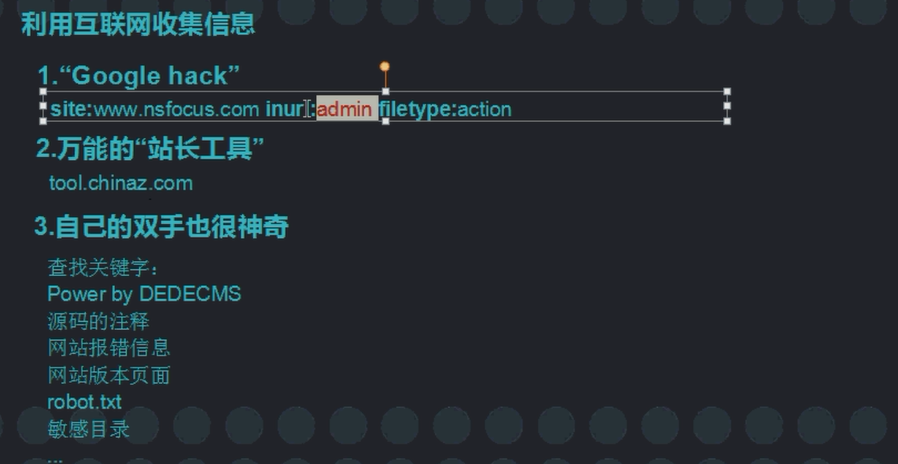 利用互联网收集信息
1.“Google hack”
site:www.nsfocus.com inurl:admin filetype:action
2.万能的“站长工具”
tool.chinaz.com
3.自己的双手也很神奇
查找关键字：
Power by DEDECMS
源码的注释
网站报错信息
网站版本页面
robot.txt
敏感目录
...